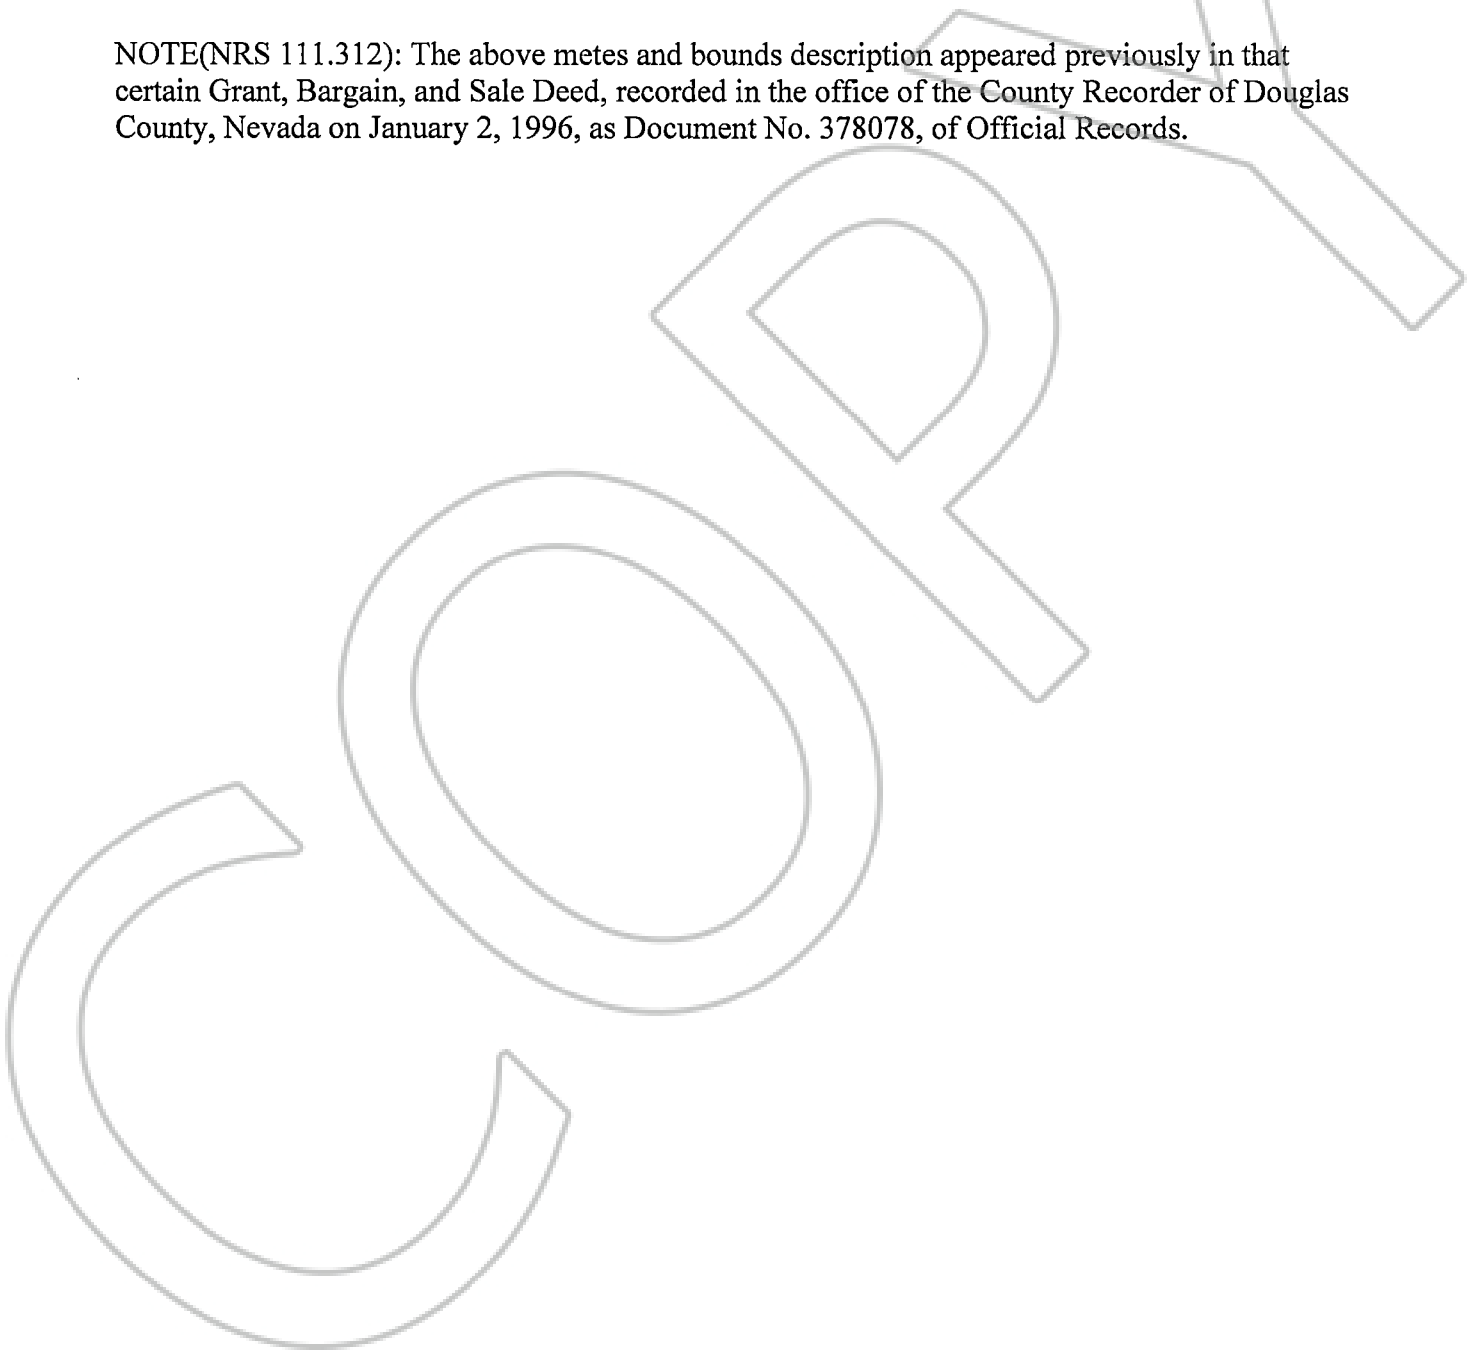 NOTE(NRS 111.312): The above metes and bounds description appeared previously in that
certain Grant, Bargain, and Sale Deed, recorded in the office of the County Recorder of Douglas
County, Nevada on January 2, 1996, as Document No. 378078, of Official Records.
COPY